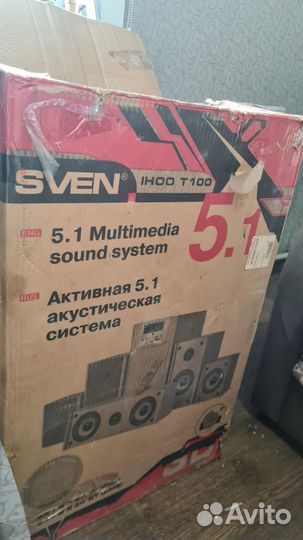 SVEN®
IHOO T100
5.1
ENG 5.1 Multimedia
sound system
RUS Активная 5.1
акустическая
система
Avito